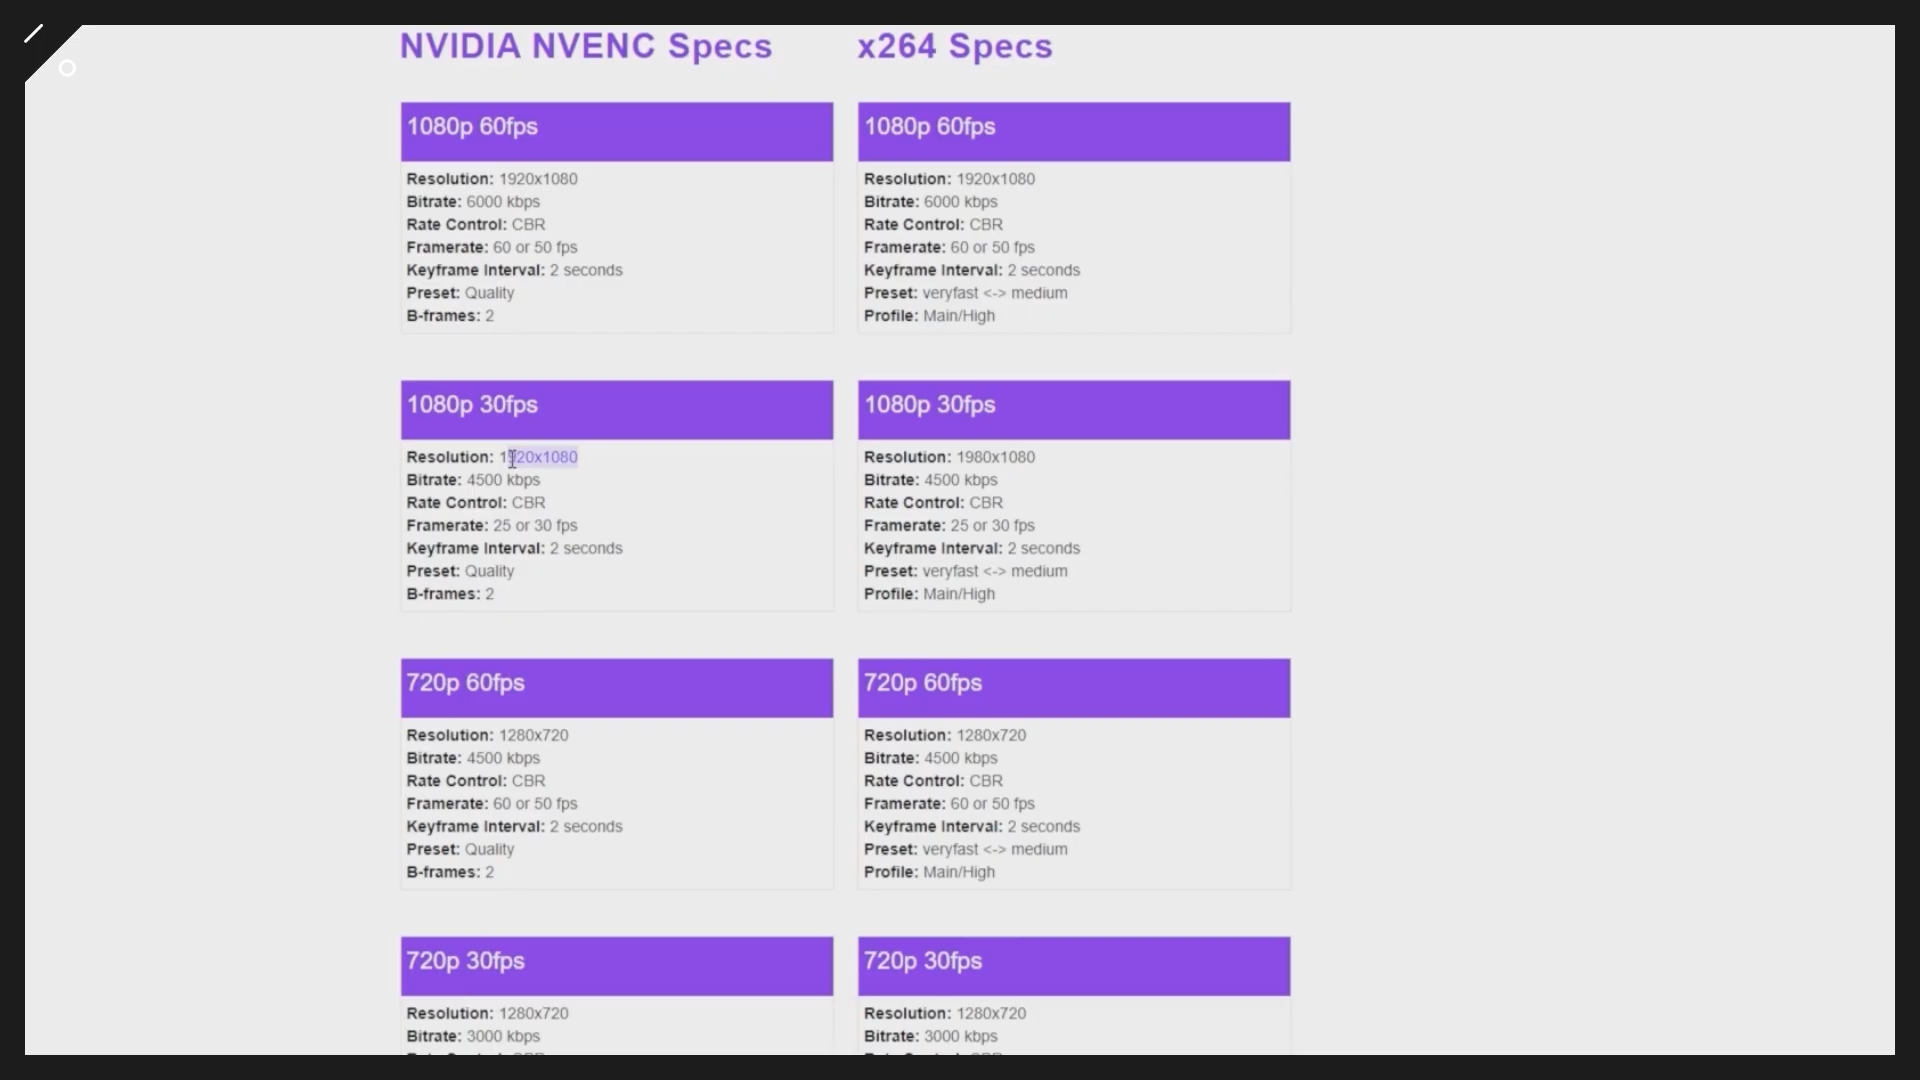 NVIDIA NVENC Specs
1080p 60fps
Resolution: 1920x1080
Bitrate: 6000 kbps
Rate Control: CBR
Framerate: 60 or 50 fps
Keyframe Interval: 2 seconds
Preset: Quality
B-frames: 2
1080p 30fps
Resolution: 1920x1080
Bitrate: 4500 kbps
Rate Control: CBR
Framerate: 25 or 30 fps
Keyframe Interval: 2 seconds
Preset: Quality
B-frames: 2
720p 60fps
Resolution: 1280x720
Bitrate: 4500 kbps
Rate Control: CBR
Framerate: 60 or 50 fps
Keyframe Interval: 2 seconds
Preset: Quality
B-frames: 2
720p 30fps
Resolution: 1280x720
Bitrate: 3000 kbps
x264 Specs
1080p 60fps
Resolution: 1920x1080
Bitrate: 6000 kbps
Rate Control: CBR
Framerate: 60 or 50 fps
Keyframe Interval: 2 seconds
Preset: veryfast <-> medium
Profile: Main/High
1080p 30fps
Resolution: 1980x1080
Bitrate: 4500 kbps
Rate Control: CBR
Framerate: 25 or 30 fps
Keyframe Interval: 2 seconds
Preset: veryfast <-> medium
Profile: Main/High
720p 60fps
Resolution: 1280x720
Bitrate: 4500 kbps
Rate Control: CBR
Framerate: 60 or 50 fps
Keyframe Interval: 2 seconds
Preset: veryfast <-> medium
Profile: Main/High
720p 30fps
Resolution: 1280x720
Bitrate: 3000 kbps